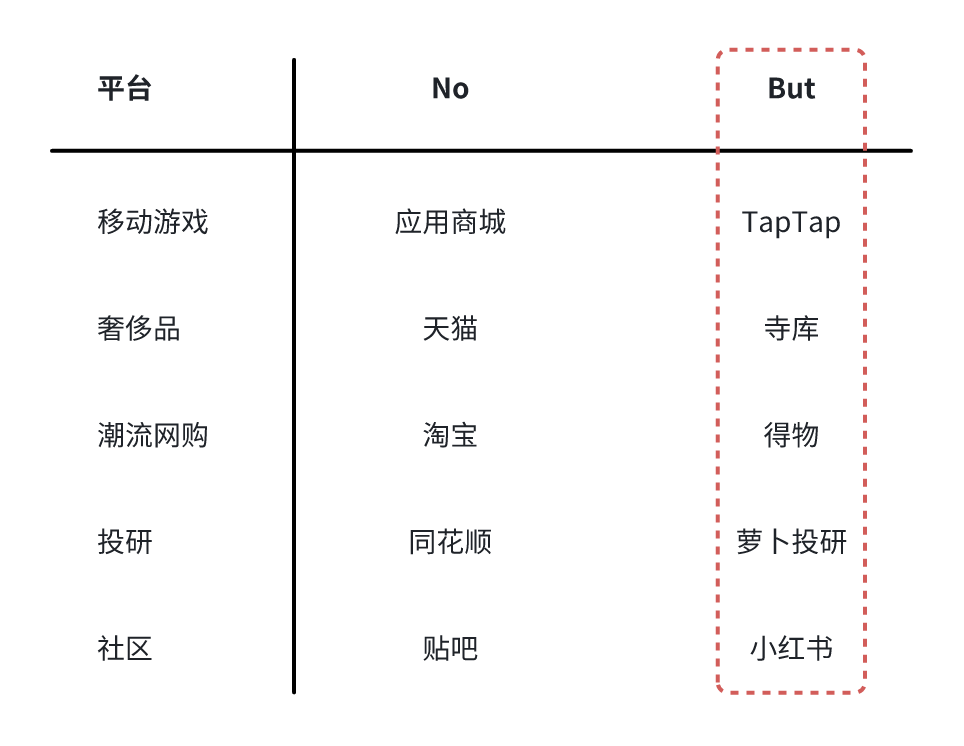 平台 No But
移动游戏 应用商城 TapTap
奢侈品 天猫 寺库
潮流网购 淘宝 得物
投研 同花顺 萝卜投研
社区 贴吧 小红书